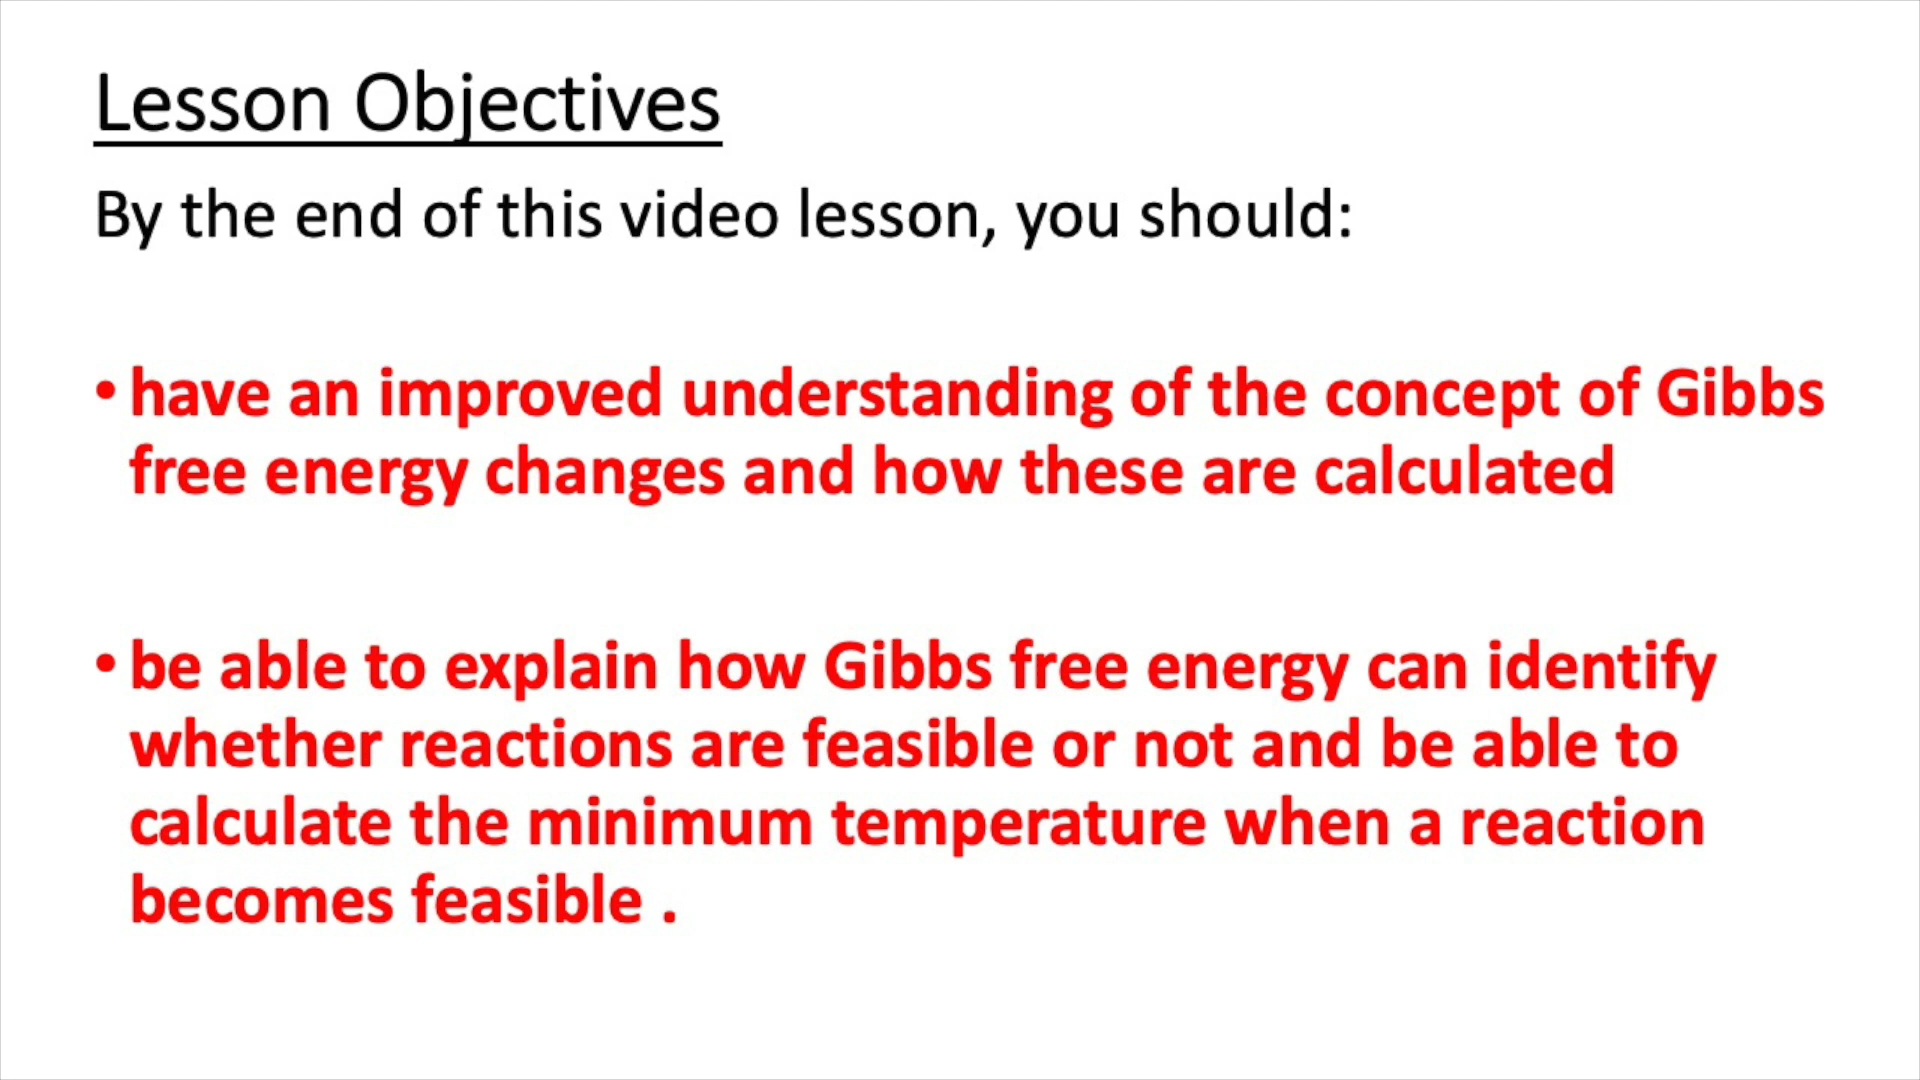 Lesson Objectives
By the end of this video lesson, you should:
• have an improved understanding of the concept of Gibbs
free energy changes and how these are calculated
• be able to explain how Gibbs free energy can identify
whether reactions are feasible or not and be able to
calculate the minimum temperature when a reaction
becomes feasible .